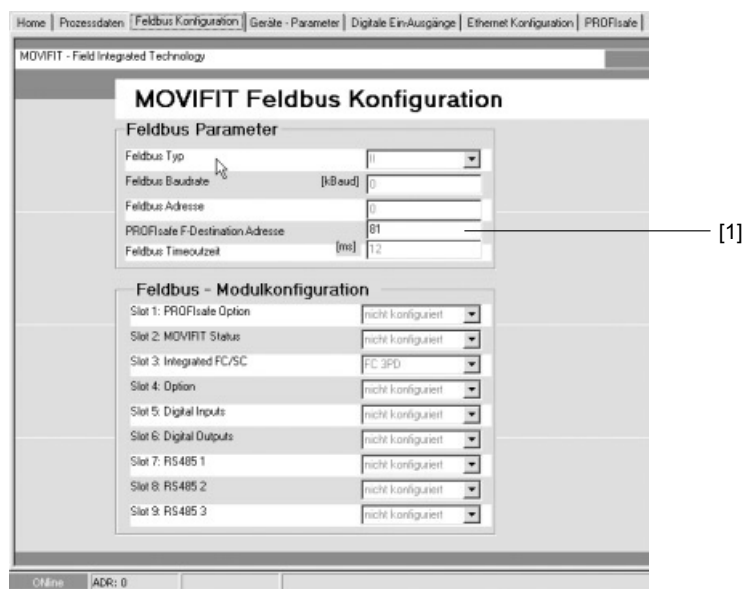 Home | Prozessdaten | Feldbus Konfiguration | Geräte - Parameter | Digitale Ein-Ausgänge | Ethernet Konfiguration | PROFIsafe |
MOVIFIT - Field Integrated Technology
MOVIFIT Feldbus Konfiguration
Feldbus Parameter
Feldbus Typ
Feldbus Baudrate [kBaud] 0
Feldbus Adresse 0
PROFIsafe F-Destination Adresse 81 [1]
Feldbus Timeoutzeit [ms] 12
Feldbus - Modulkonfiguration
Slot 1: PROFIsafe Option nicht konfiguriert
Slot 2: MOVIFIT Status nicht konfiguriert
Slot 3: Integrated FC/SC FC 3PD
Slot 4: Option nicht konfiguriert
Slot 5: Digital Inputs nicht konfiguriert
Slot 6: Digital Outputs nicht konfiguriert
Slot 7: RS485 1 nicht konfiguriert
Slot 8: RS485 2 nicht konfiguriert
Slot 9: RS485 3 nicht konfiguriert
ONline ADR: 0